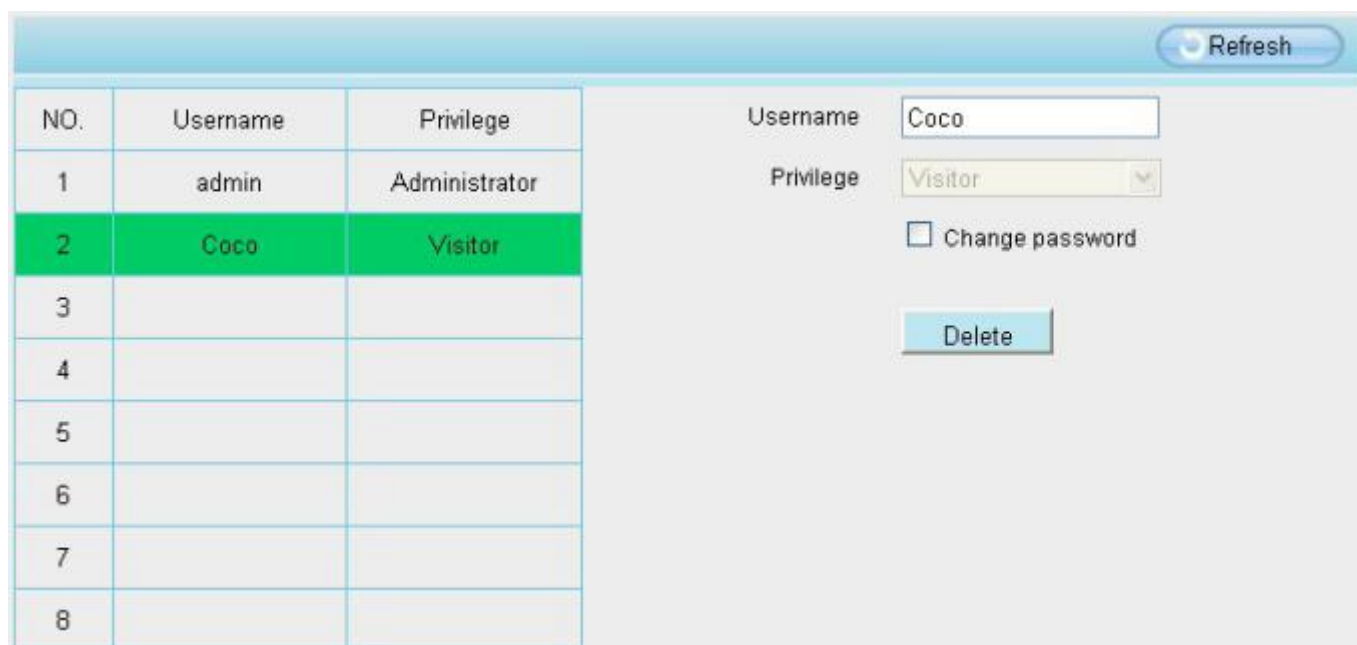 Refresh
NO. Username Privilege
1 admin Administrator
2 Coco Visitor
3
4
5
6
7
8
Username Coco
Privilege Visitor
Change password
Delete